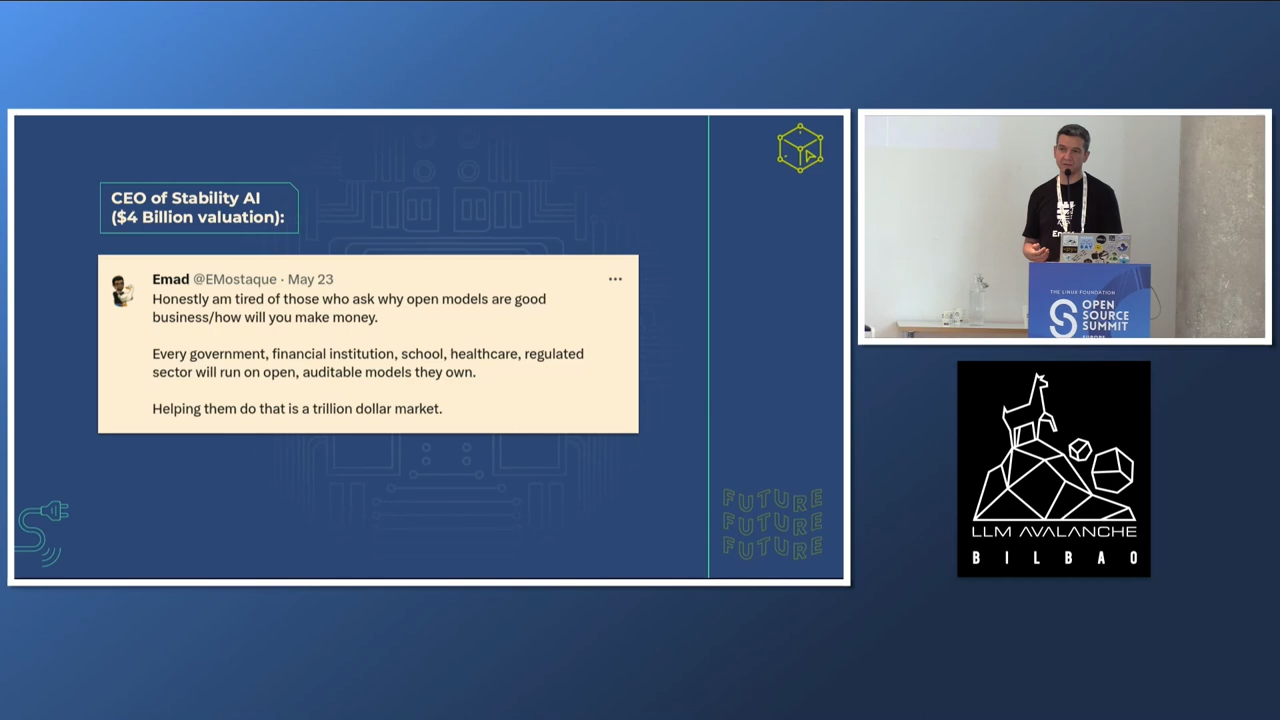 CEO of Stability AI
($4 Billion valuation):
Emad @EMostaque · May 23
Honestly am tired of those who ask why open models are good
business/how will you make money.
Every government, financial institution, school, healthcare, regulated
sector will run on open, auditable models they own.
Helping them do that is a trillion dollar market.
FUTURE
FUTURE
FUTURE
THE LINUX FOUNDATION
OPEN
SOURCE
SUMMIT
EUROPE
LLM AVALANCHE
BILBAO